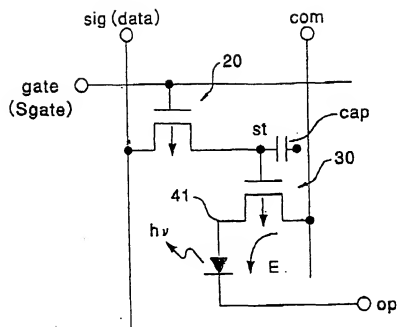 sig (data)
com
gate
(Sgate)
20
st
cap
30
41
hν
E
op